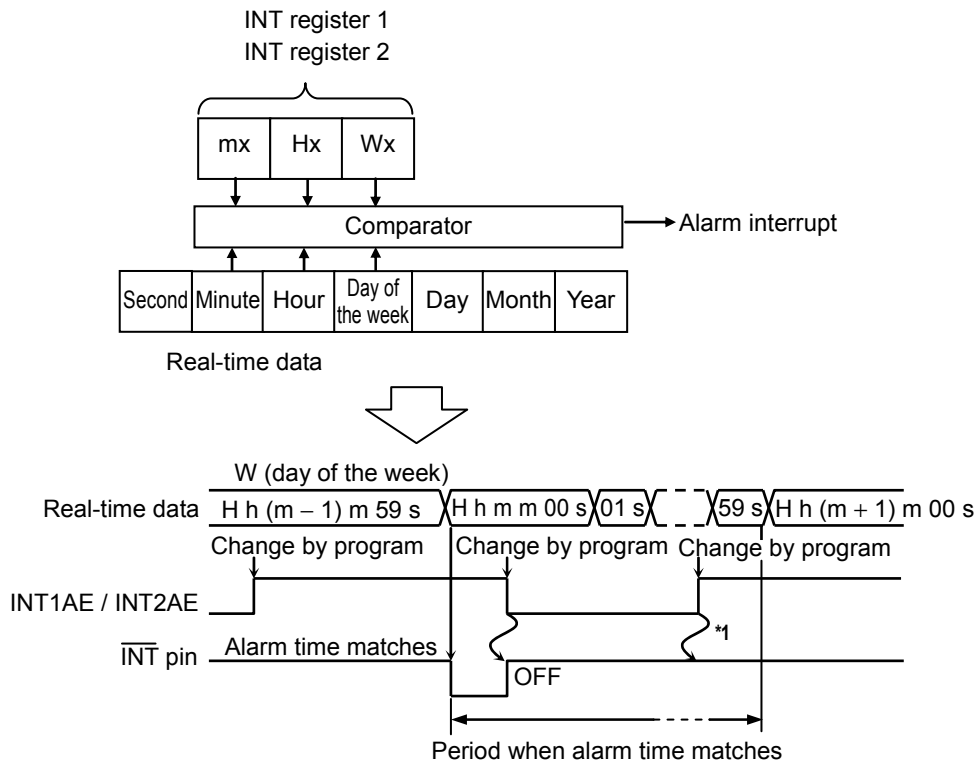 INT register 1
INT register 2
mx Hx Wx
Comparator
Alarm interrupt
Second Minute Hour Day of the week Day Month Year
Real-time data
W (day of the week)
Real-time data H h (m − 1) m 59 s H h m m 00 s 01 s 59 s H h (m + 1) m 00 s
Change by program Change by program Change by program
INT1AE / INT2AE
*1
INT pin Alarm time matches
OFF
Period when alarm time matches